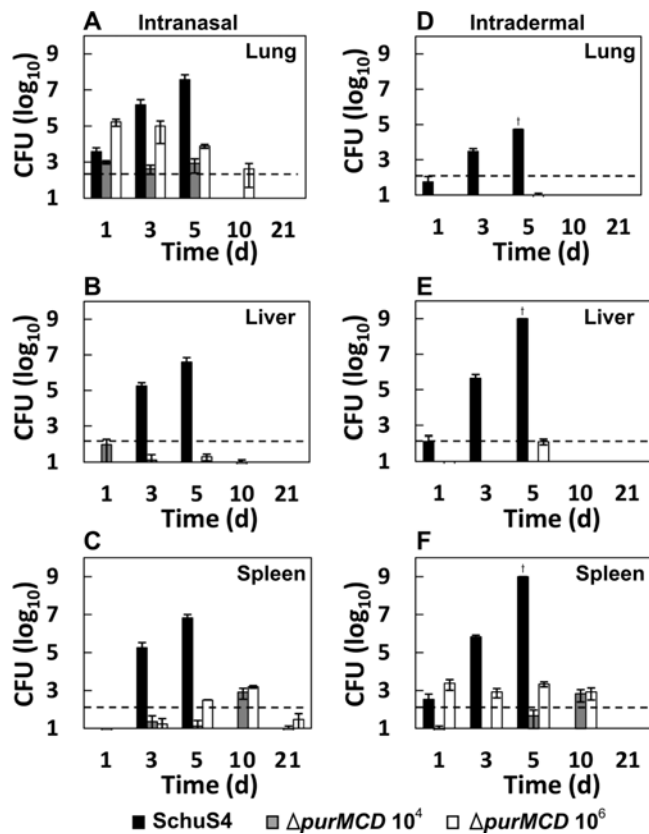 A Intranasal
Lung
CFU (log10)
9
7
5
3
1
1 3 5 10 21
Time (d)
D Intradermal
Lung
†
CFU (log10)
9
7
5
3
1
1 3 5 10 21
Time (d)
B
Liver
CFU (log10)
9
7
5
3
1
1 3 5 10 21
Time (d)
E
Liver
†
CFU (log10)
9
7
5
3
1
1 3 5 10 21
Time (d)
C
Spleen
CFU (log10)
9
7
5
3
1
1 3 5 10 21
Time (d)
F
Spleen
†
CFU (log10)
9
7
5
3
1
1 3 5 10 21
Time (d)
SchuS4 ΔpurMCD 10⁴ ΔpurMCD 10⁶